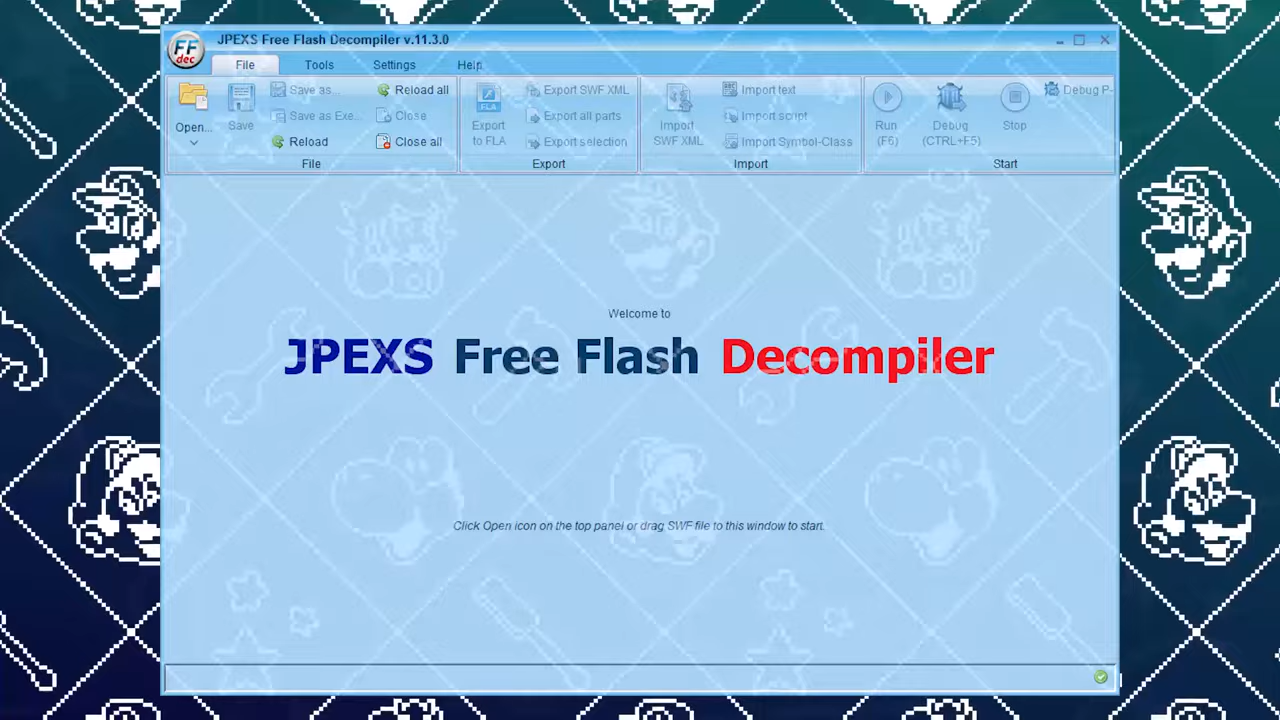 JPEXS Free Flash Decompiler v.11.3.0
FF
dec
File Tools Settings Help
Open...
Save
Save as...
Save as Exe...
Reload
Reload all
Close
Close all
File
FLA
Export
to FLA
Export SWF XML
Export all parts
Export selection
Export
Import
SWF XML
Import text
Import script
Import Symbol-Class
Import
Run
(F6)
Debug
(CTRL+F5)
Stop
Debug P-
Start
Welcome to
JPEXS Free Flash Decompiler
Click Open icon on the top panel or drag SWF file to this window to start.